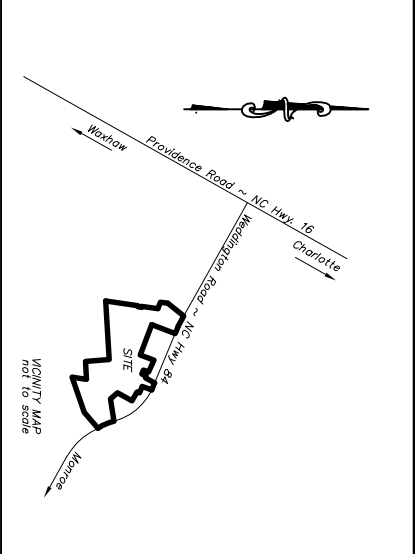 Waxhaw
Providence Road ~ NC Hwy. 16
Charlotte
Weddington Road ~ NC Hwy 84
SITE
VICINITY MAP
not to scale
Monroe